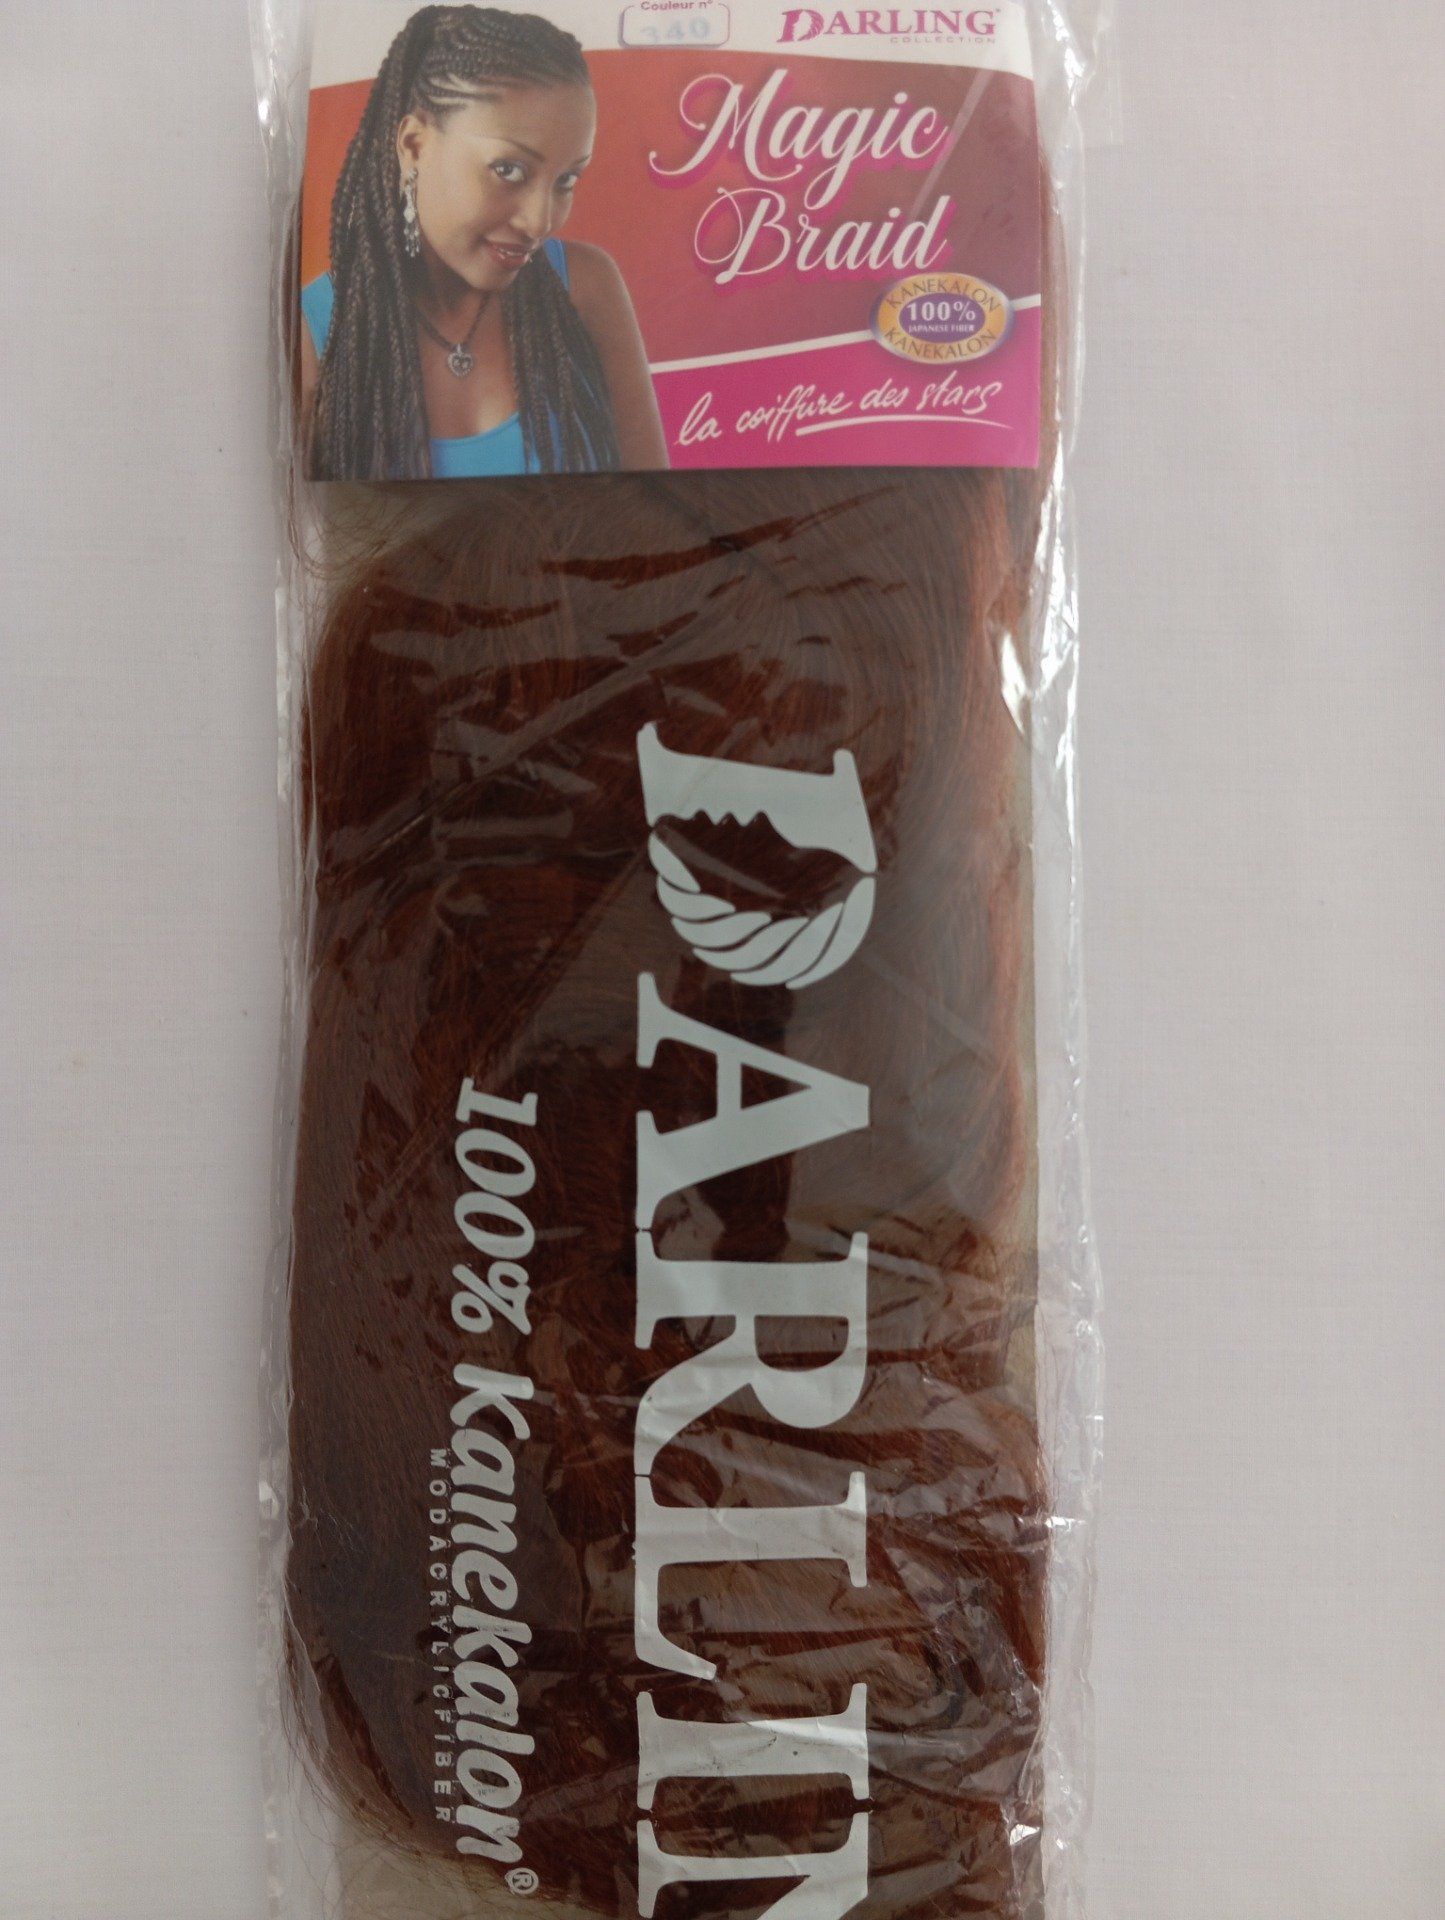 Couleur n°
340
DARLING
COLLECTION
Magic
Braid
KANEKALON
100%
JAPANESE FIBER
KANEKALON
la coiffure des stars
DARLIN
100% kanekalon®
MODACRYLIC FIBER